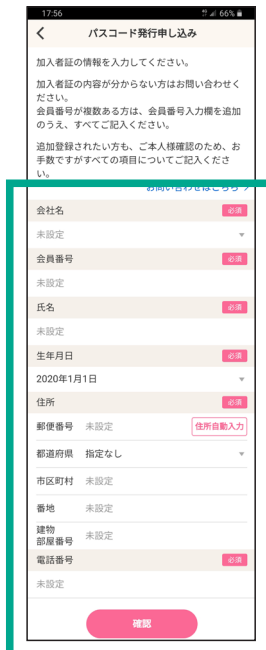 17:56
66%
パスコード発行申し込み
加入者証の情報を入力してください。
加入者証の内容が分からない方はお問い合わせく
ださい。
会員番号が複数ある方は、会員番号入力欄を追加
のうえ、すべてご記入ください。
追加登録されたい方も、ご本人様確認のため、お
手数ですがすべての項目についてご記入くださ
い。
お問い合わせはこちら
会社名 必須
未設定
会員番号 必須
未設定
氏名 必須
未設定
生年月日 必須
2020年1月1日
住所 必須
郵便番号 未設定 住所自動入力
都道府県 指定なし
市区町村 未設定
番地 未設定
建物
部屋番号 未設定
電話番号 必須
未設定
確認